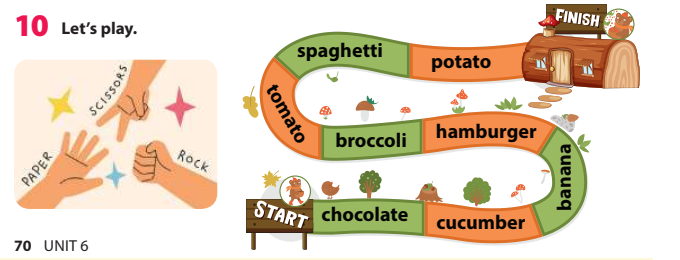 10 Let's play.
SCISSORS
PAPER
ROCK
START
chocolate
cucumber
banana
hamburger
broccoli
tomato
spaghetti
potato
FINISH
70 UNIT 6